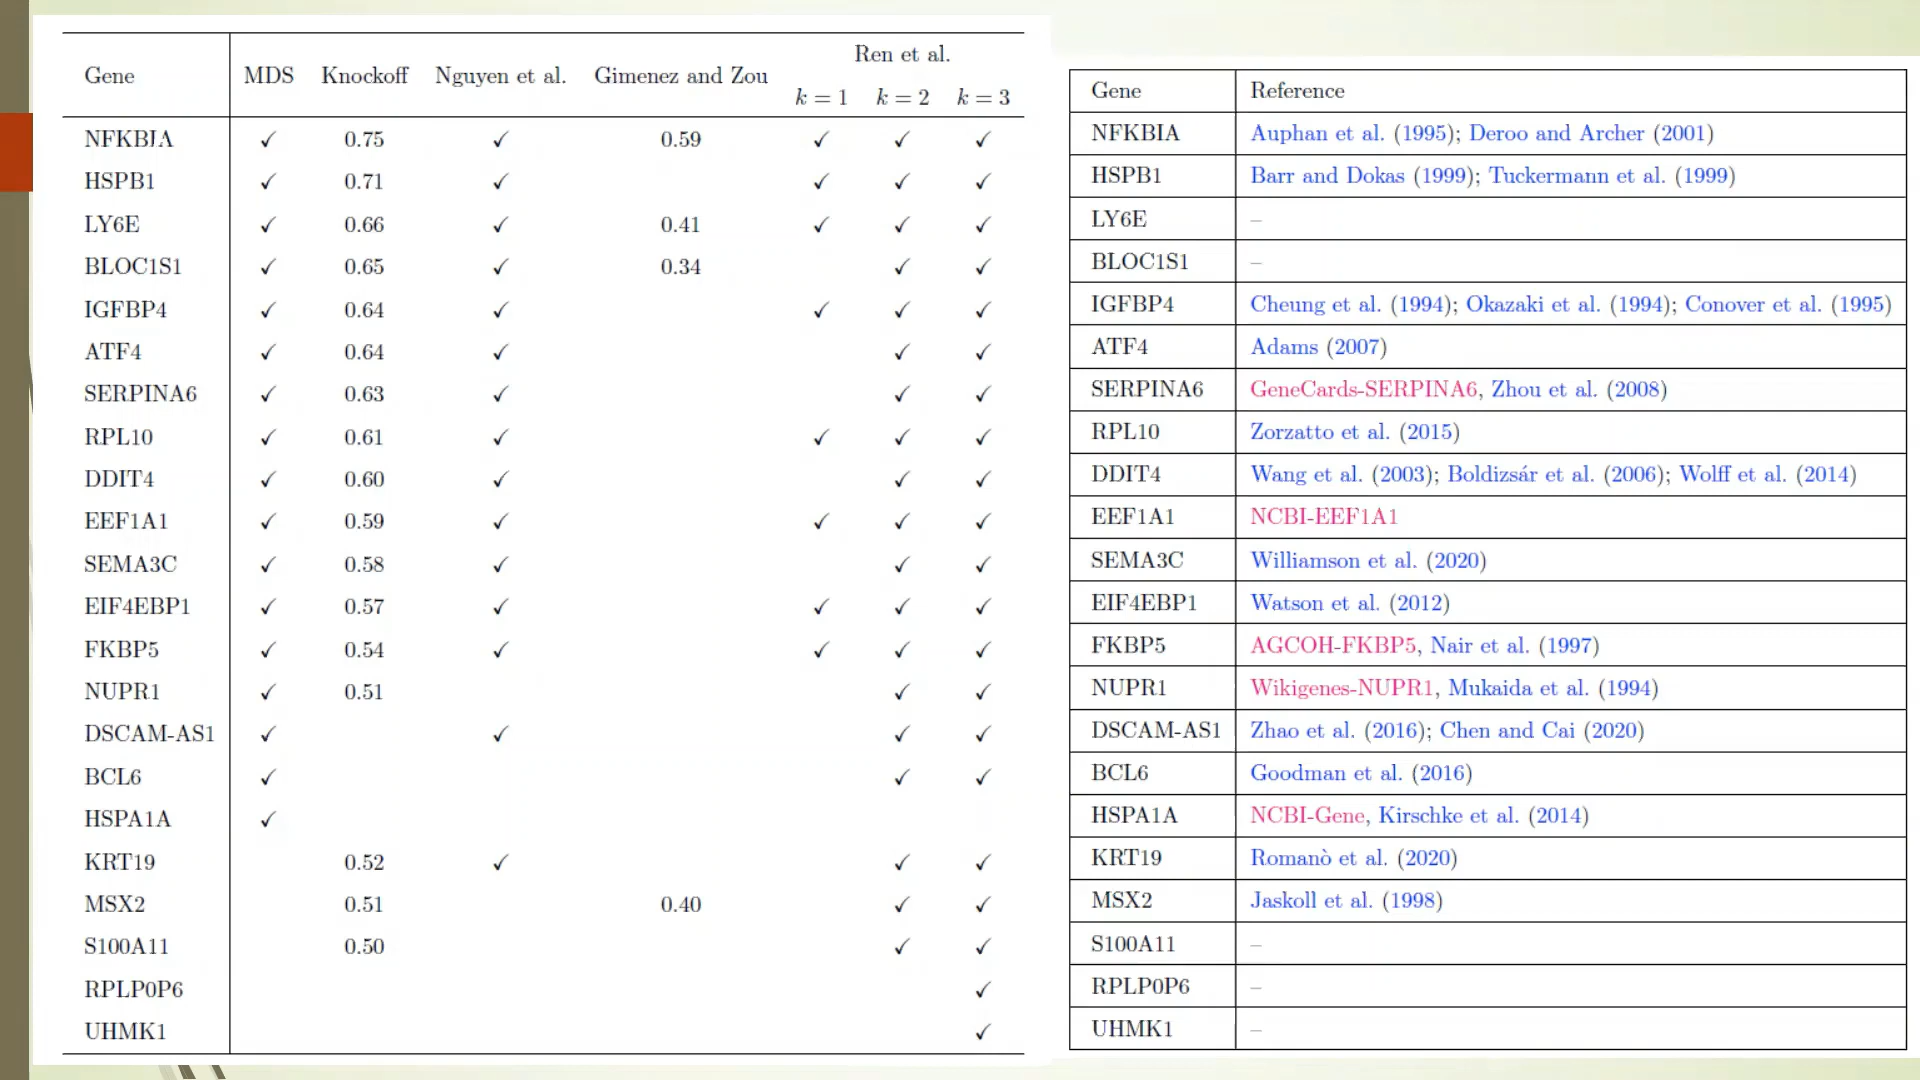 Gene MDS Knockoff Nguyen et al. Gimenez and Zou Ren et al.
k = 1 k = 2 k = 3
NFKBIA ✓ 0.75 ✓ 0.59 ✓ ✓ ✓
HSPB1 ✓ 0.71 ✓ ✓ ✓ ✓
LY6E ✓ 0.66 ✓ 0.41 ✓ ✓ ✓
BLOC1S1 ✓ 0.65 ✓ 0.34 ✓ ✓
IGFBP4 ✓ 0.64 ✓ ✓ ✓ ✓
ATF4 ✓ 0.64 ✓ ✓ ✓
SERPINA6 ✓ 0.63 ✓ ✓ ✓
RPL10 ✓ 0.61 ✓ ✓ ✓ ✓
DDIT4 ✓ 0.60 ✓ ✓ ✓
EEF1A1 ✓ 0.59 ✓ ✓ ✓ ✓
SEMA3C ✓ 0.58 ✓ ✓ ✓
EIF4EBP1 ✓ 0.57 ✓ ✓ ✓ ✓
FKBP5 ✓ 0.54 ✓ ✓ ✓ ✓
NUPR1 ✓ 0.51 ✓ ✓
DSCAM-AS1 ✓ ✓ ✓ ✓
BCL6 ✓ ✓ ✓
HSPA1A ✓
KRT19 0.52 ✓ ✓ ✓
MSX2 0.51 0.40 ✓ ✓
S100A11 0.50 ✓ ✓
RPLP0P6 ✓
UHMK1 ✓
Gene Reference
NFKBIA Auphan et al. (1995); Deroo and Archer (2001)
HSPB1 Barr and Dokas (1999); Tuckermann et al. (1999)
LY6E –
BLOC1S1 –
IGFBP4 Cheung et al. (1994); Okazaki et al. (1994); Conover et al. (1995)
ATF4 Adams (2007)
SERPINA6 GeneCards-SERPINA6, Zhou et al. (2008)
RPL10 Zorzatto et al. (2015)
DDIT4 Wang et al. (2003); Boldizsár et al. (2006); Wolff et al. (2014)
EEF1A1 NCBI-EEF1A1
SEMA3C Williamson et al. (2020)
EIF4EBP1 Watson et al. (2012)
FKBP5 AGCOH-FKBP5, Nair et al. (1997)
NUPR1 Wikigenes-NUPR1, Mukaida et al. (1994)
DSCAM-AS1 Zhao et al. (2016); Chen and Cai (2020)
BCL6 Goodman et al. (2016)
HSPA1A NCBI-Gene, Kirschke et al. (2014)
KRT19 Romanò et al. (2020)
MSX2 Jaskoll et al. (1998)
S100A11 –
RPLP0P6 –
UHMK1 –